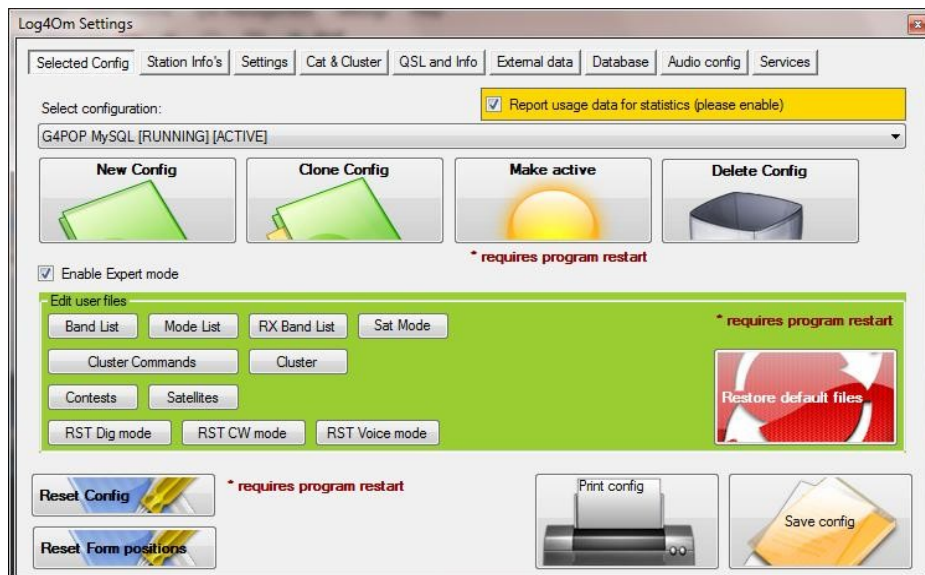 Log4Om Settings
Selected Config Station Info's Settings Cat & Cluster QSL and Info External data Database Audio config Services
Select configuration:
Report usage data for statistics (please enable)
G4POP MySQL [RUNNING] [ACTIVE]
New Config Clone Config Make active Delete Config
* requires program restart
Enable Expert mode
Edit user files
Band List Mode List RX Band List Sat Mode
* requires program restart
Cluster Commands Cluster
Contests Satellites
Restore default files
RST Dig mode RST CW mode RST Voice mode
Reset Config
* requires program restart
Print config
Save config
Reset Form positions